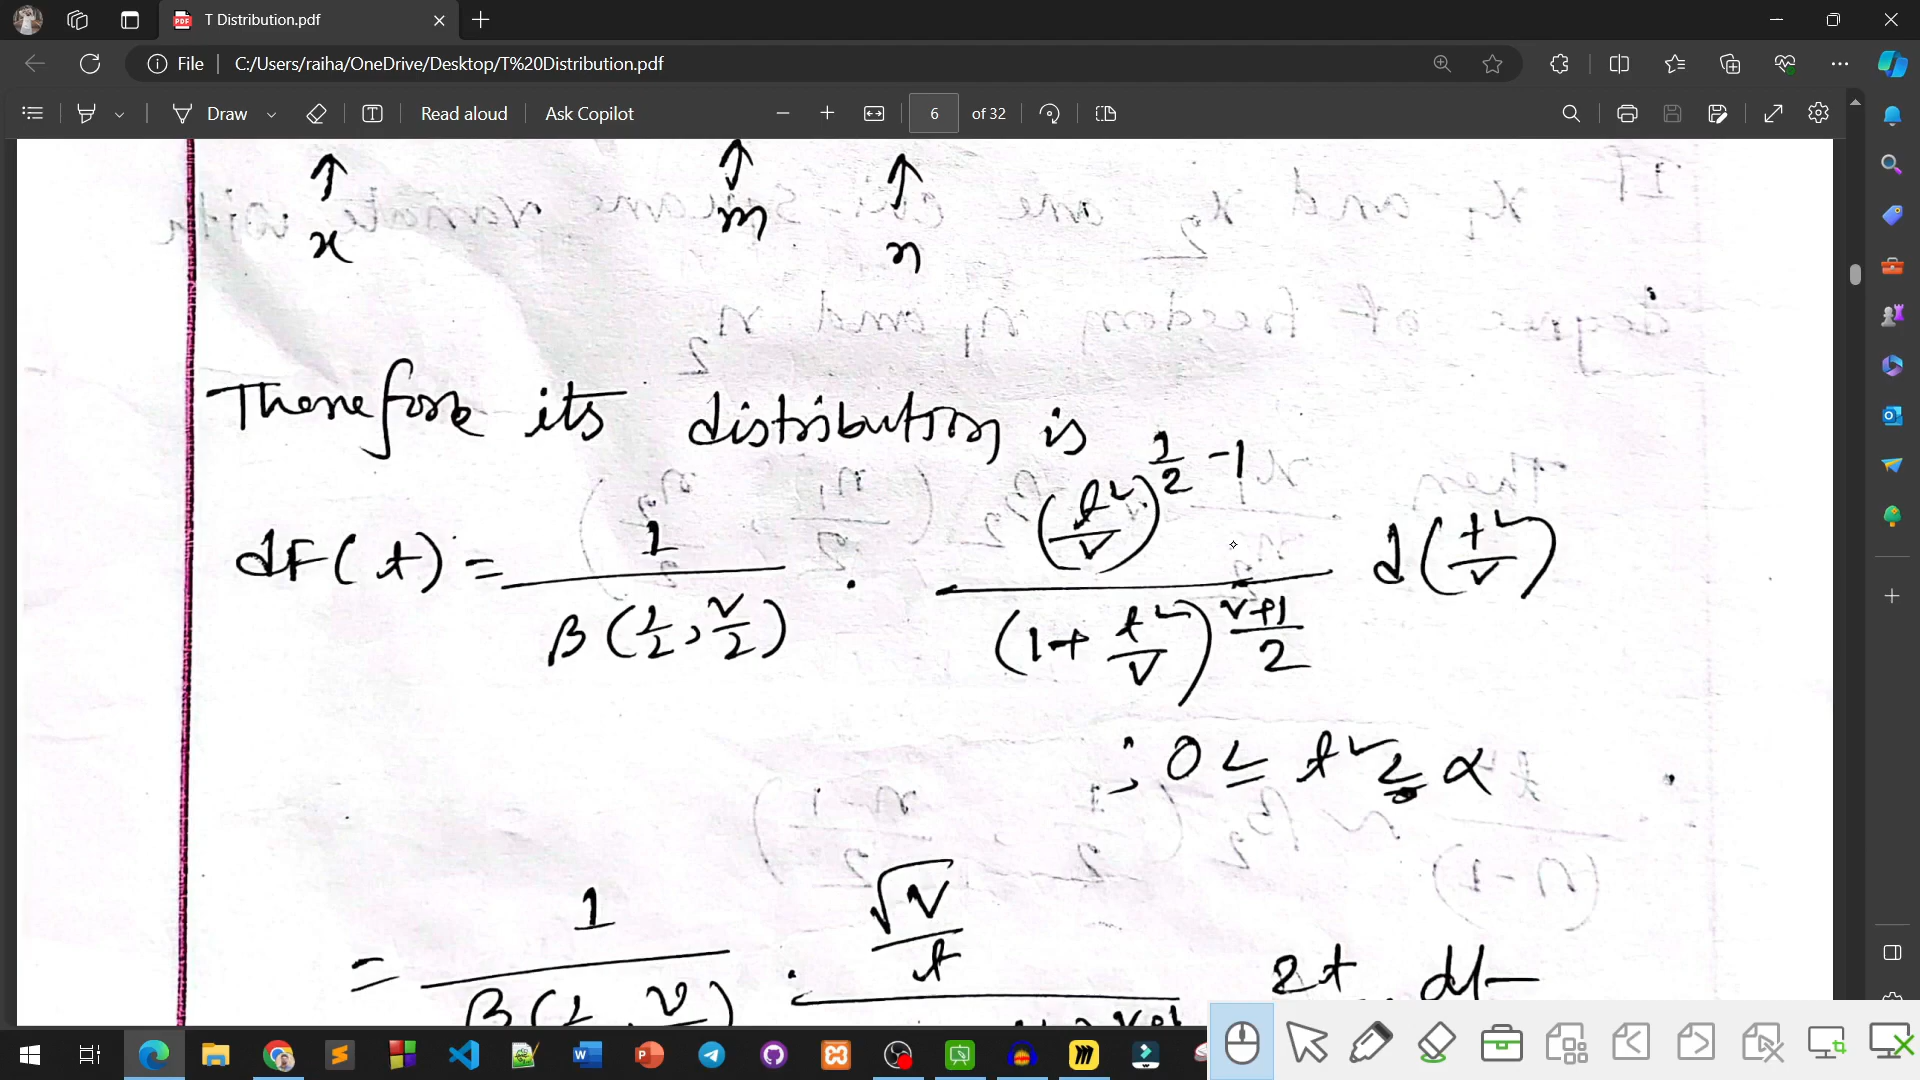 T Distribution.pdf
File C:/Users/raiha/OneDrive/Desktop/T%20Distribution.pdf
Draw Read aloud Ask Copilot 6 of 32
x m n
Therefore its distribution is
dF(t) = 1 / β(1/2, ν/2) · (t²/ν)^(1/2 - 1) / (1 + t²/ν)^((ν+1)/2) d(t²/ν)
; 0 ≤ t² ≤ α
= 1 / β(1/2, ν/2) · √ν / t 2t dt